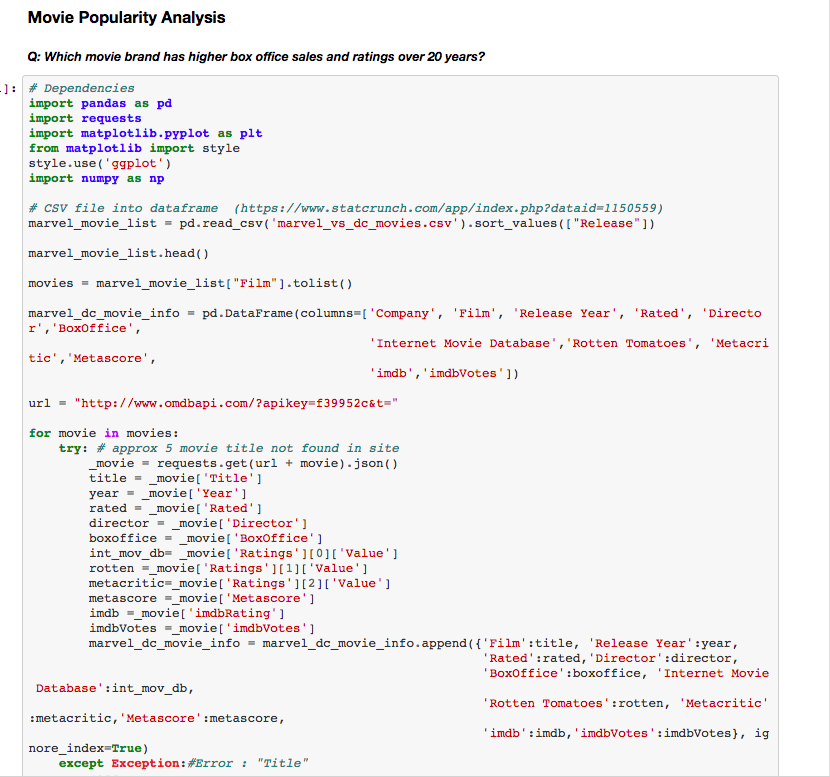 Movie Popularity Analysis
Q: Which movie brand has higher box office sales and ratings over 20 years?
]: # Dependencies
import pandas as pd
import requests
import matplotlib.pyplot as plt
from matplotlib import style
style.use('ggplot')
import numpy as np
# CSV file into dataframe  (https://www.statcrunch.com/app/index.php?dataid=1150559)
marvel_movie_list = pd.read_csv('marvel_vs_dc_movies.csv').sort_values(["Release"])
marvel_movie_list.head()
movies = marvel_movie_list["Film"].tolist()
marvel_dc_movie_info = pd.DataFrame(columns=['Company', 'Film', 'Release Year', 'Rated', 'Directo
r','BoxOffice',
'Internet Movie Database','Rotten Tomatoes', 'Metacri
tic','Metascore',
'imdb','imdbVotes'])
url = "http://www.omdbapi.com/?apikey=f39952c&t="
for movie in movies:
    try: # approx 5 movie title not found in site
        _movie = requests.get(url + movie).json()
        title = _movie['Title']
        year = _movie['Year']
        rated = _movie['Rated']
        director = _movie['Director']
        boxoffice = _movie['BoxOffice']
        int_mov_db= _movie['Ratings'][0]['Value']
        rotten =_movie['Ratings'][1]['Value']
        metacritic=_movie['Ratings'][2]['Value']
        metascore =_movie['Metascore']
        imdb =_movie['imdbRating']
        imdbVotes =_movie['imdbVotes']
        marvel_dc_movie_info = marvel_dc_movie_info.append({'Film':title, 'Release Year':year,
'Rated':rated,'Director':director,
'BoxOffice':boxoffice, 'Internet Movie
Database':int_mov_db,
'Rotten Tomatoes':rotten, 'Metacritic'
:metacritic,'Metascore':metascore,
'imdb':imdb,'imdbVotes':imdbVotes}, ig
nore_index=True)
    except Exception:#Error : "Title"